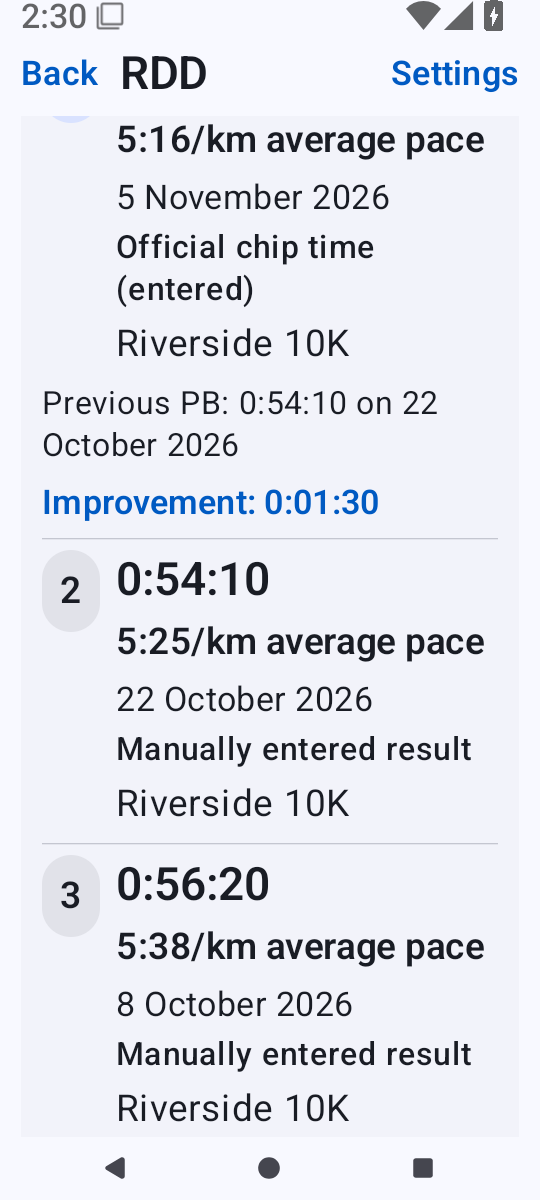 2:30
Back RDD Settings
5:16/km average pace
5 November 2026
Official chip time
(entered)
Riverside 10K
Previous PB: 0:54:10 on 22
October 2026
Improvement: 0:01:30
2 0:54:10
5:25/km average pace
22 October 2026
Manually entered result
Riverside 10K
3 0:56:20
5:38/km average pace
8 October 2026
Manually entered result
Riverside 10K